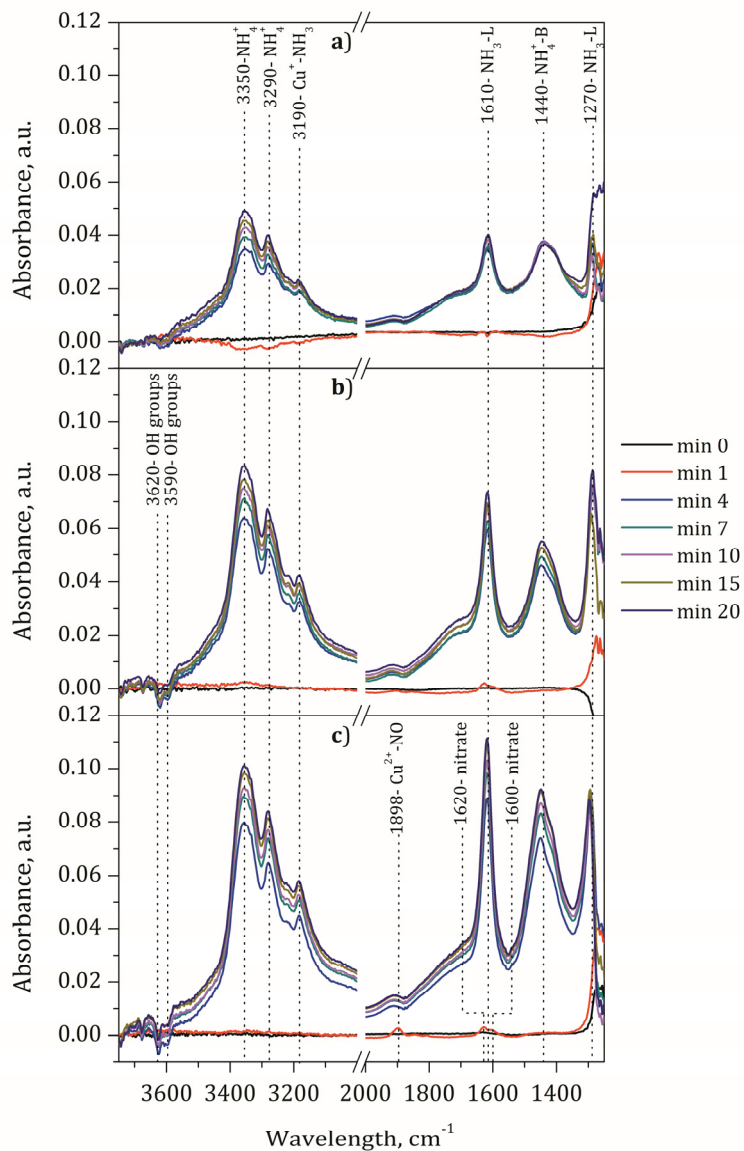 0.12
0.10
0.08
0.06
0.04
0.02
0.00
Absorbance, a.u.
a)
3350-NH₄⁺
3290- NH₄⁺
3190- Cu⁺-NH₃
1610- NH₃-L
1440- NH₄⁺-B
1270- NH₃-L
0.12
0.10
0.08
0.06
0.04
0.02
0.00
Absorbance, a.u.
b)
3620- OH groups
3590- OH groups
min 0
min 1
min 4
min 7
min 10
min 15
min 20
0.12
0.10
0.08
0.06
0.04
0.02
0.00
Absorbance, a.u.
c)
1898- Cu²⁺-NO
1620- nitrate
1600- nitrate
3600 3400 3200 2000 1800 1600 1400
Wavelength, cm⁻¹